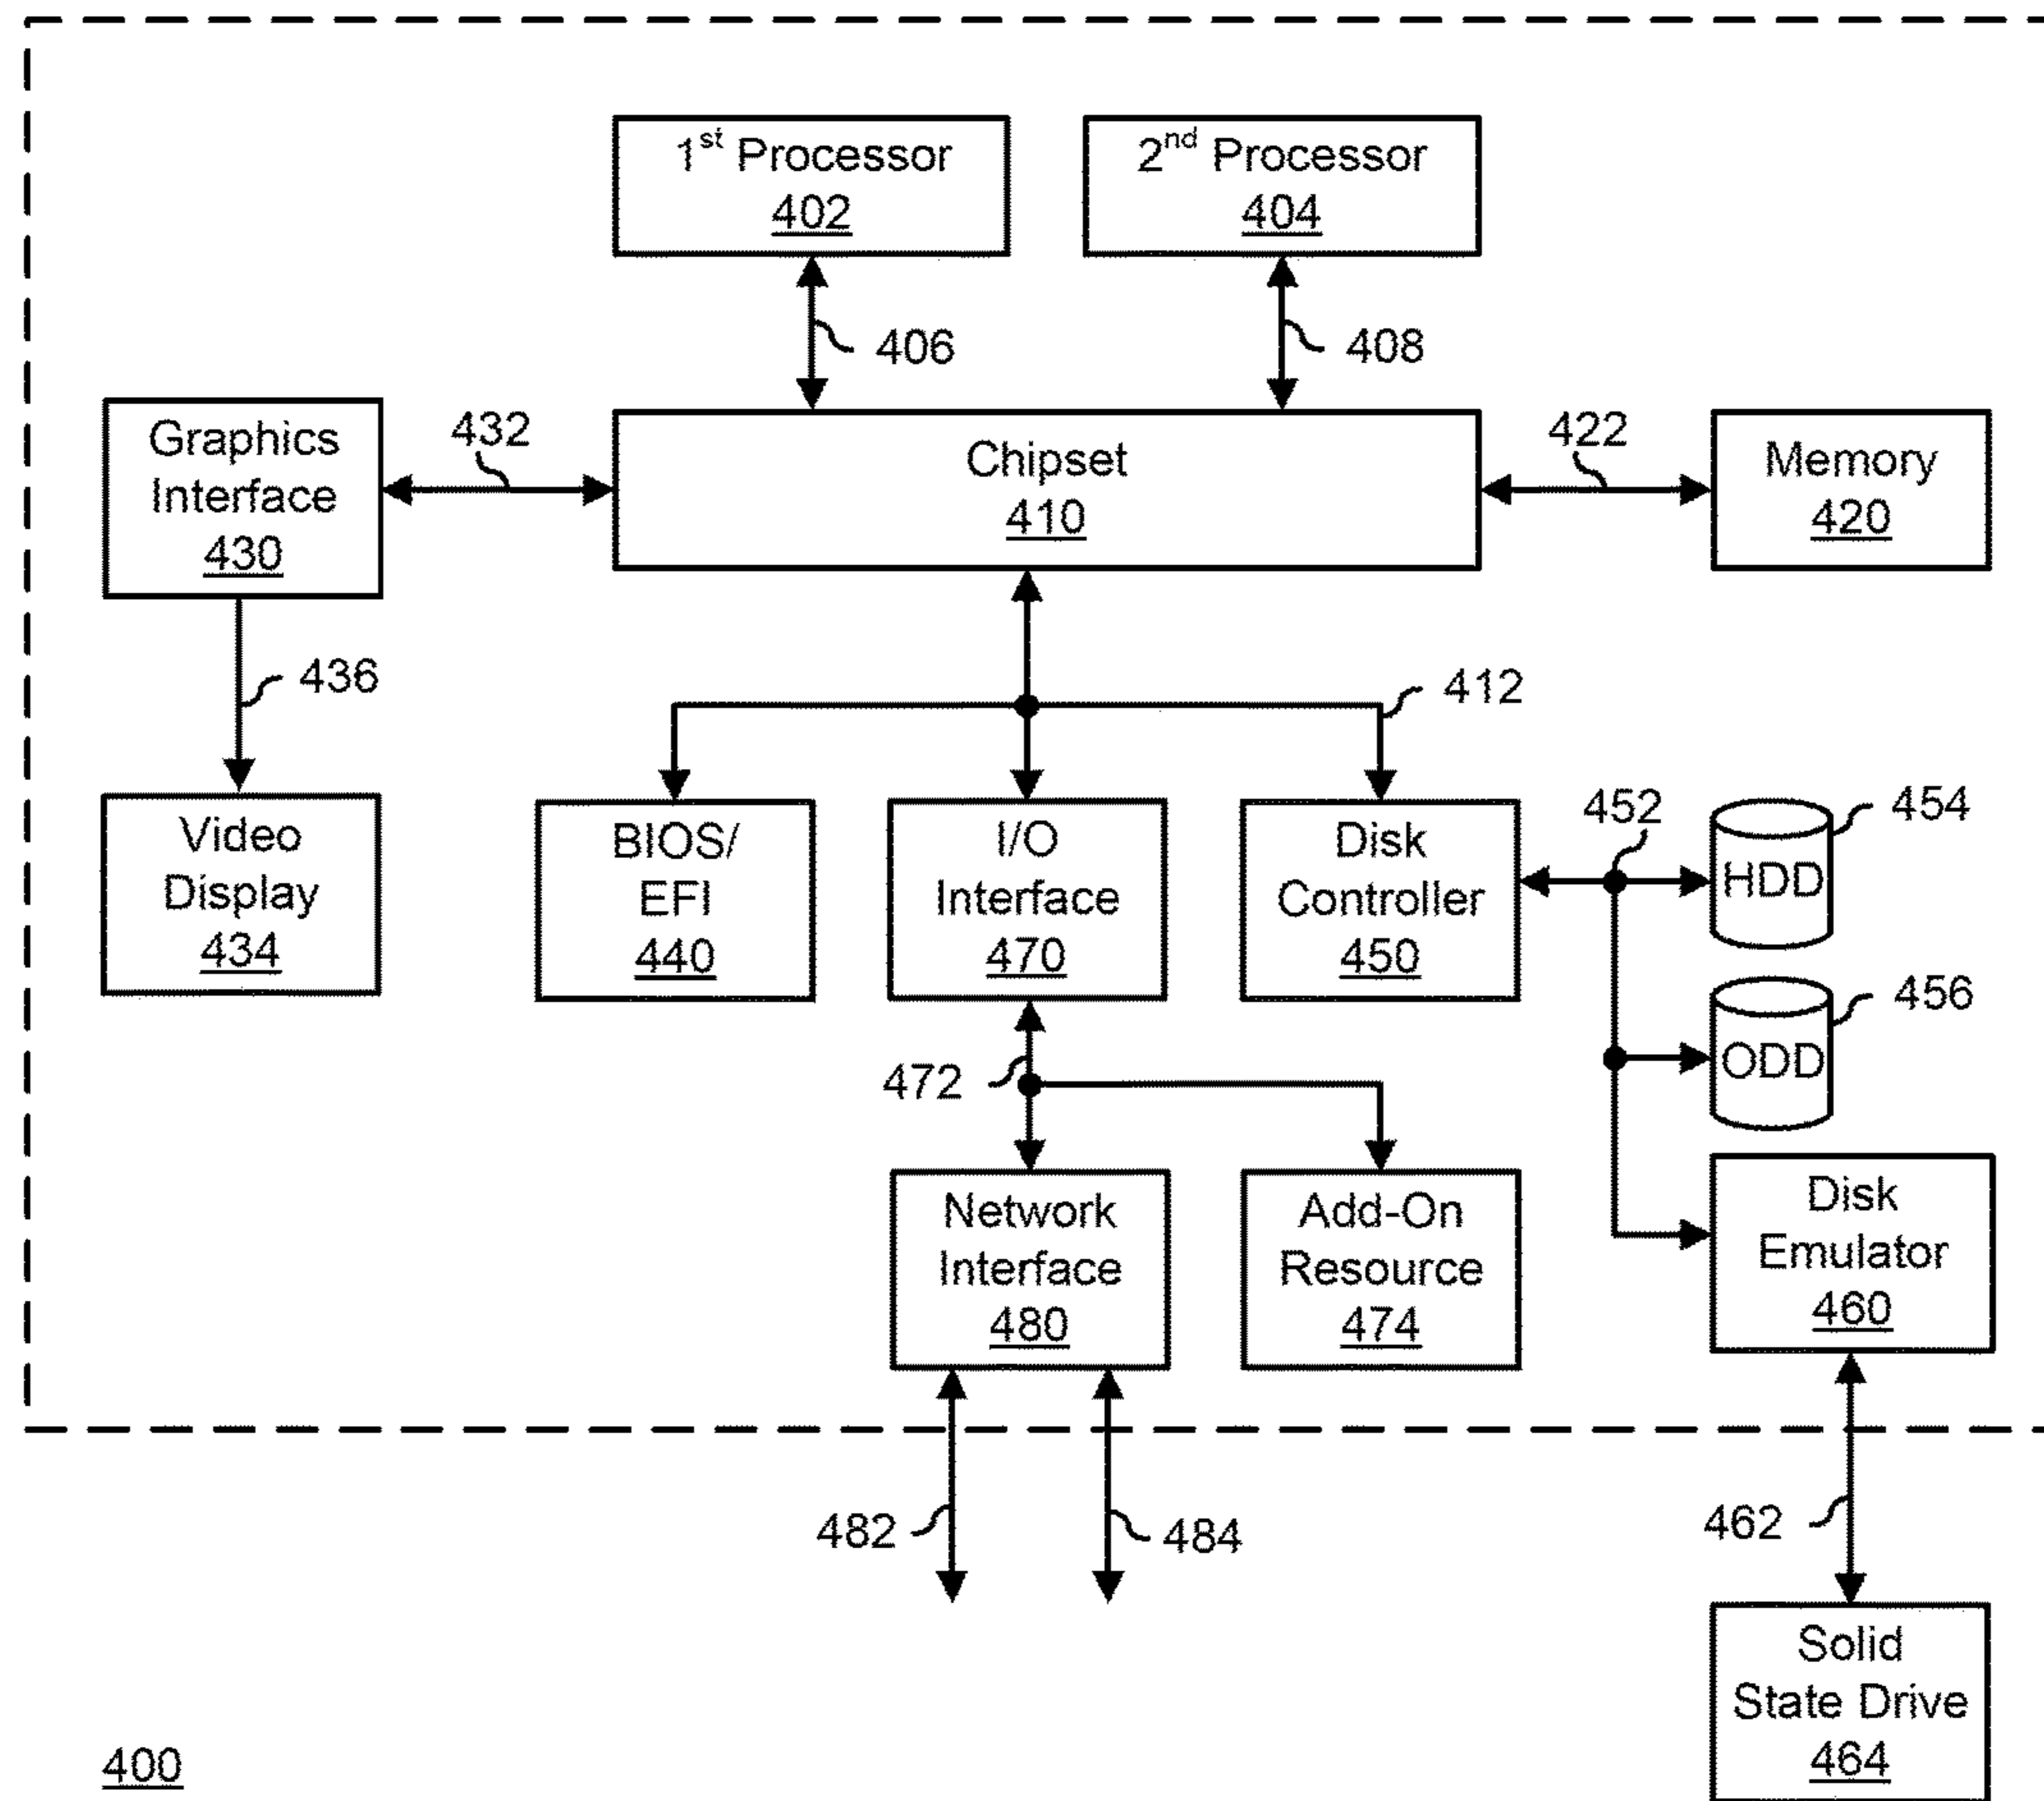 1st Processor
402
2nd Processor
404
406
408
Graphics
Interface
430
432
Chipset
410
422
Memory
420
436
412
Video
Display
434
BIOS/
EFI
440
I/O
Interface
470
Disk
Controller
450
452
HDD
454
ODD
456
472
Network
Interface
480
Add-On
Resource
474
Disk
Emulator
460
482
484
462
Solid
State Drive
464
400